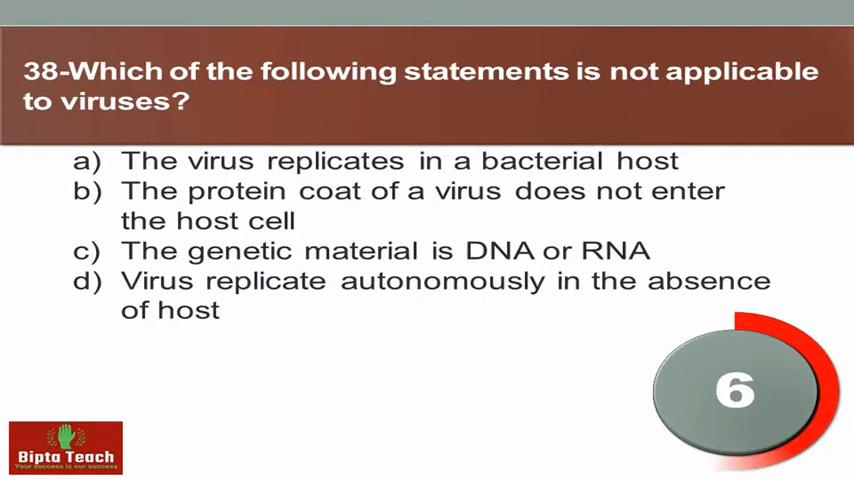 38-Which of the following statements is not applicable
to viruses?
a) The virus replicates in a bacterial host
b) The protein coat of a virus does not enter
the host cell
c) The genetic material is DNA or RNA
d) Virus replicate autonomously in the absence
of host
6
Bipta Teach
Your success is our success